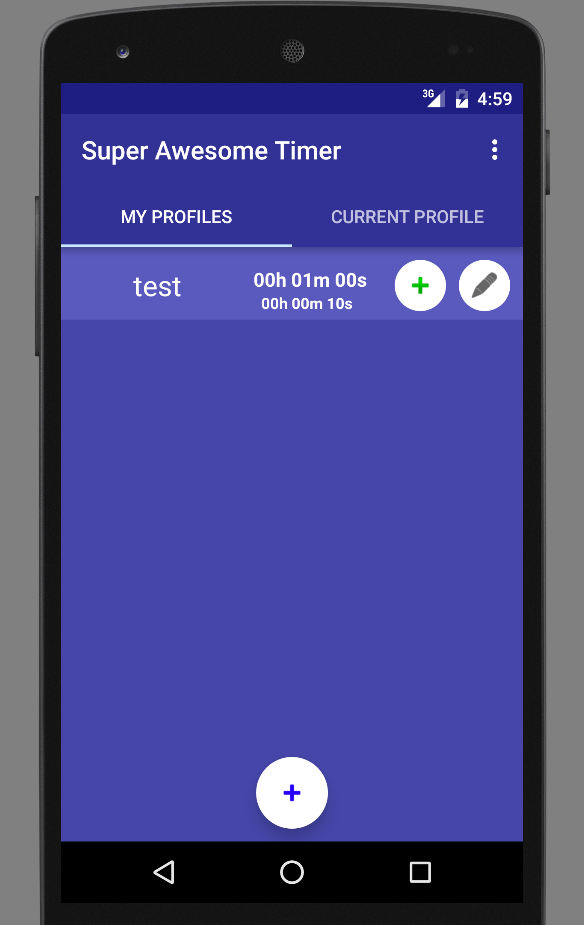 3G 4:59
Super Awesome Timer
MY PROFILES CURRENT PROFILE
test 00h 01m 00s
00h 00m 10s